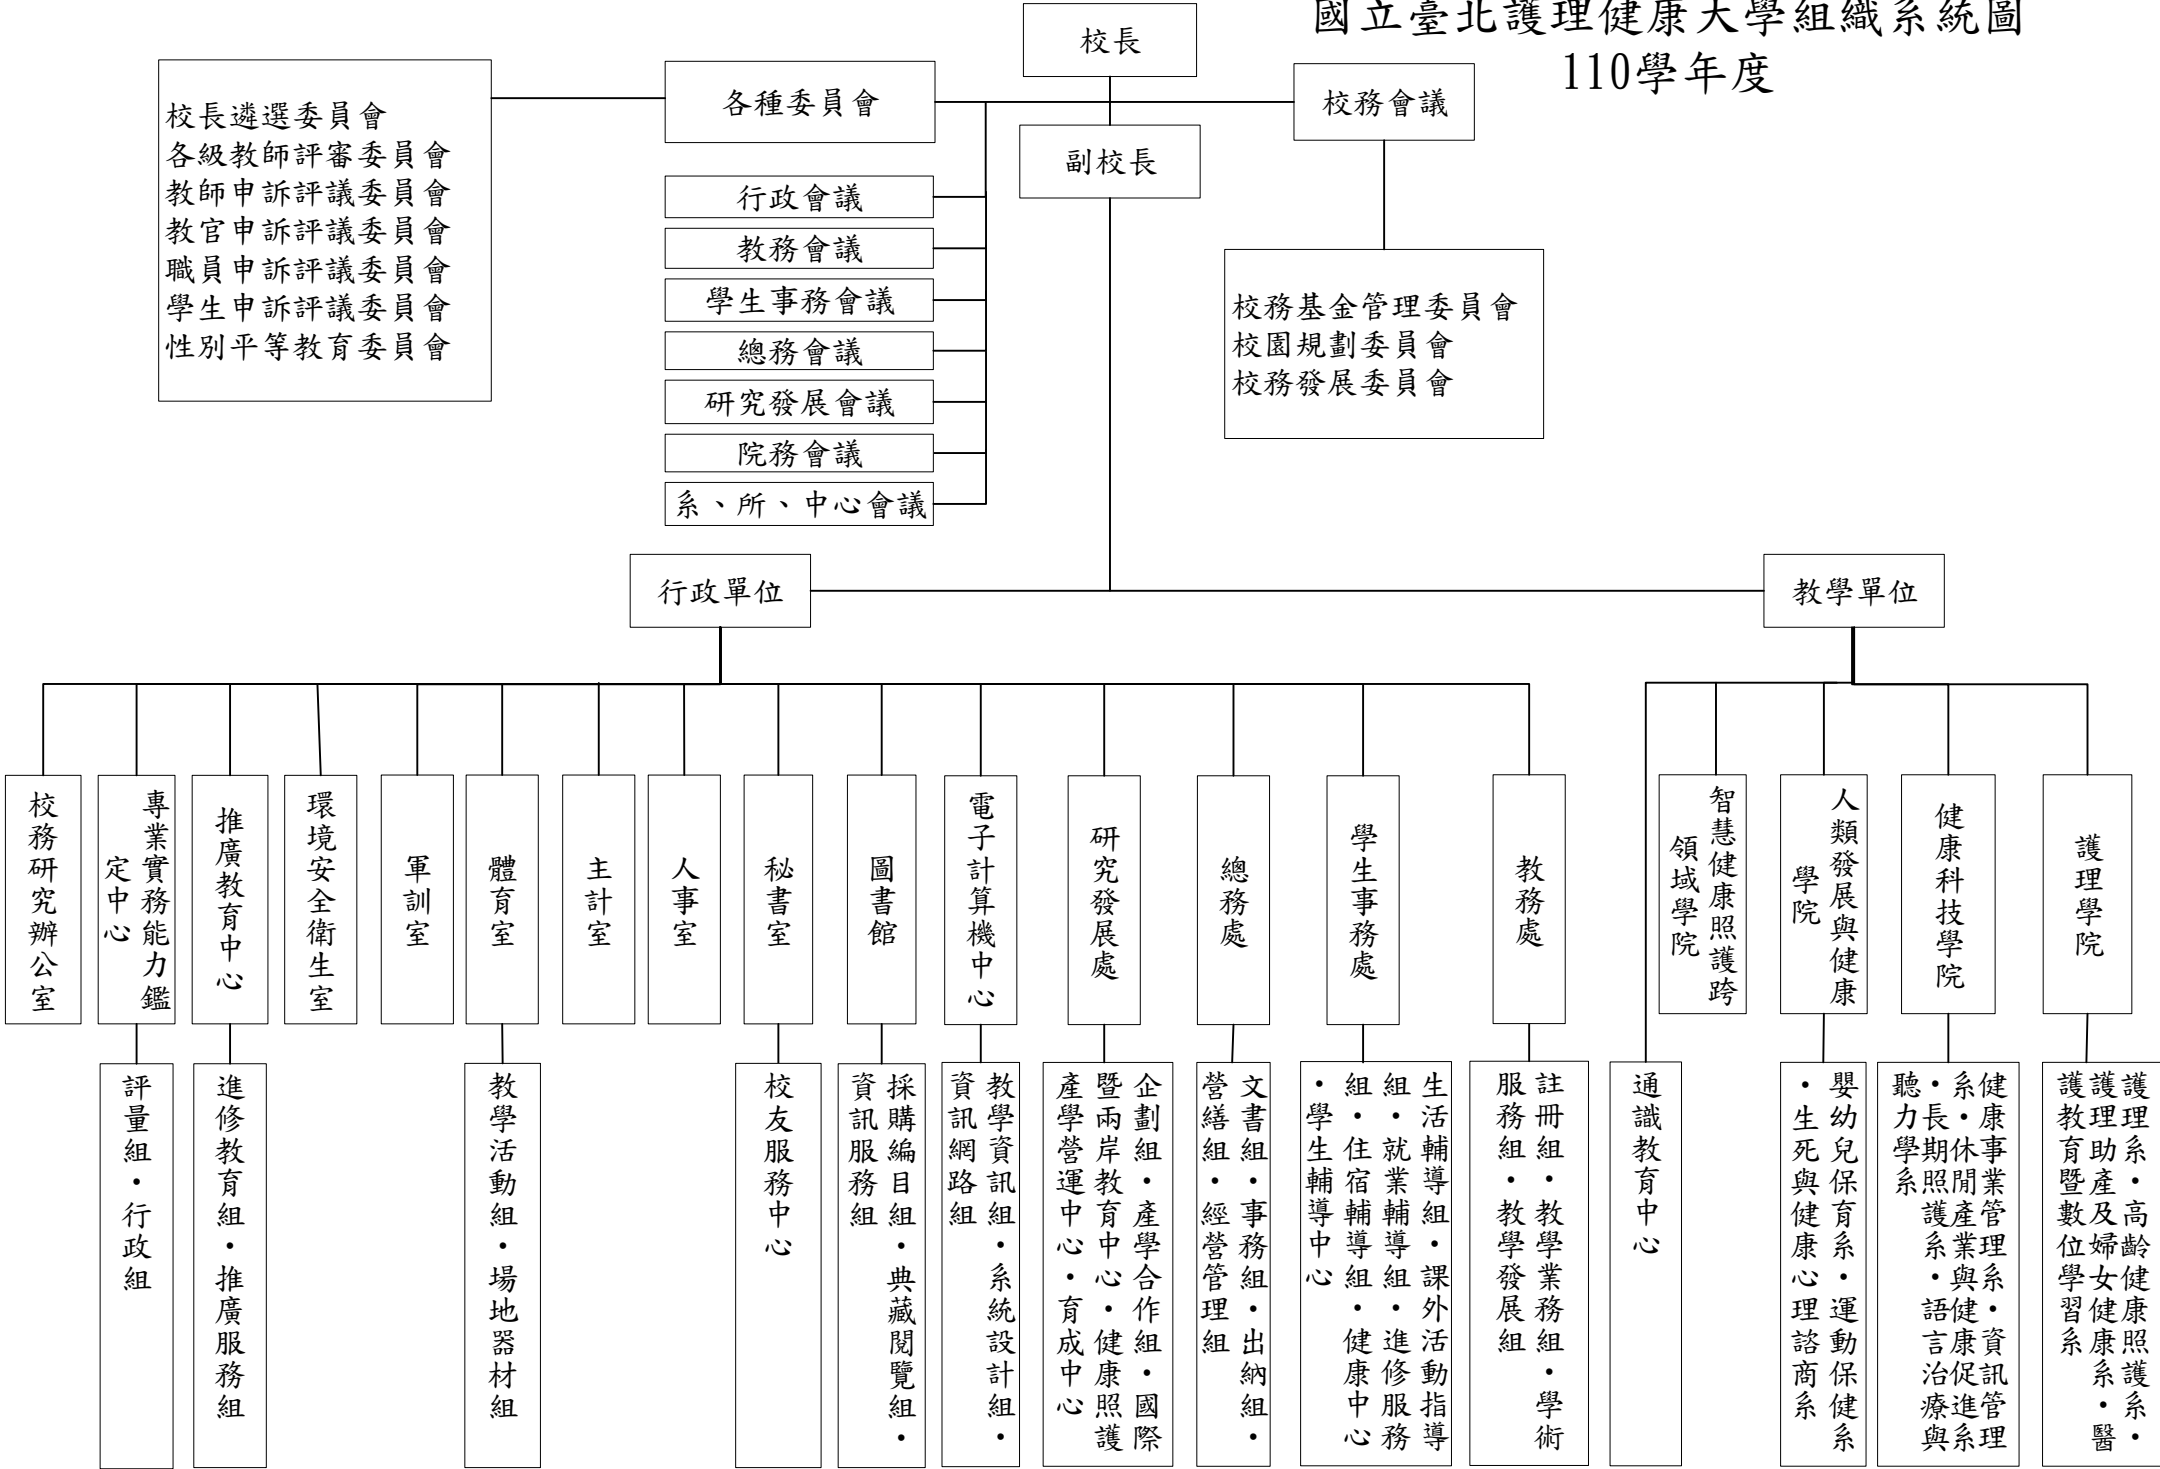 國立臺北護理健康大學組織系統圖
110學年度
校長
各種委員會
校務會議
副校長
校長遴選委員會
各級教師評審委員會
教師申訴評議委員會
教官申訴評議委員會
職員申訴評議委員會
學生申訴評議委員會
性別平等教育委員會
行政會議
教務會議
學生事務會議
總務會議
研究發展會議
院務會議
系、所、中心會議
校務基金管理委員會
校園規劃委員會
校務發展委員會
行政單位
教學單位
校務研究辦公室
專業實務能力鑑
定中心
推廣教育中心
環境安全衛生室
軍訓室
體育室
主計室
人事室
秘書室
圖書館
電子計算機中心
研究發展處
總務處
學生事務處
教務處
智慧健康照護跨
領域學院
人類發展與健康
學院
健康科技學院
護理學院
評量組・行政組
進修教育組・推廣服務組
教學活動組・場地器材組
校友服務中心
採購編目組・典藏閱覽組・
資訊服務組
教學資訊組・系統設計組・
資訊網路組
企劃組・產學合作組・國際
暨兩岸教育中心・健康照護
產學營運中心・育成中心
文書組・事務組・出納組・
營繕組・經營管理組
生活輔導組・課外活動指導
組・就業輔導組・進修服務
組・住宿輔導組・健康中心
・學生輔導中心
註冊組・教學業務組・學術
服務組・教學發展組
通識教育中心
嬰幼兒保育系・運動保健系
・生死與健康心理諮商系
健康事業管理系・資訊管理
系・休閒產業與健康促進系
・長期照護系・語言治療與
聽力學系
護理系・高齡健康照護系・
護理助產及婦女健康系・醫
護教育暨數位學習系